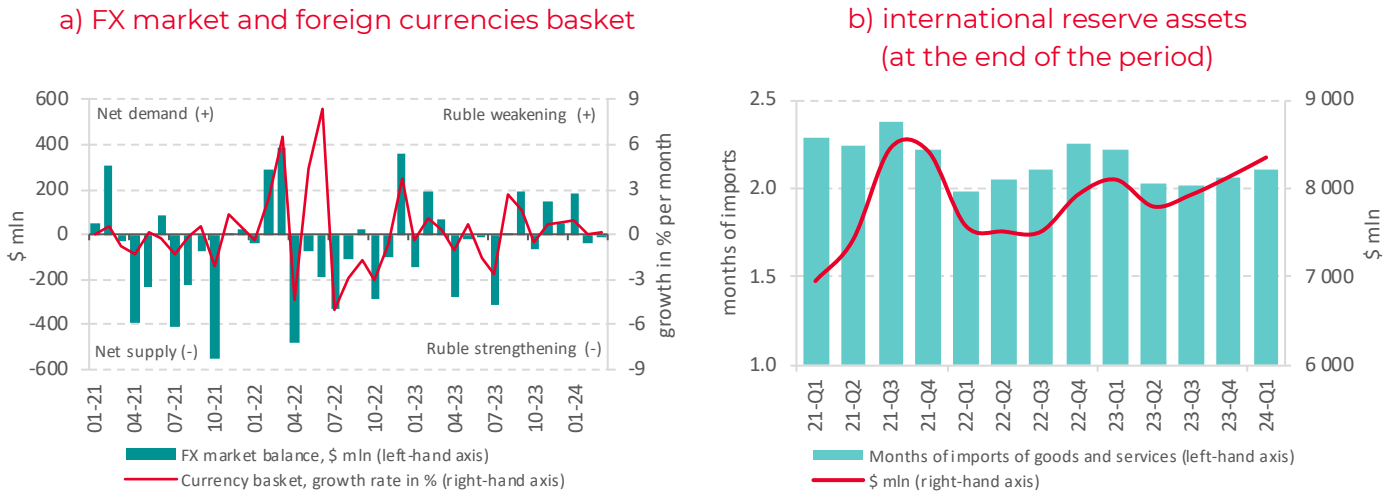 a) FX market and foreign currencies basket
600
400
200
0
-200
-400
-600
$ mln
Net demand (+)
Ruble weakening (+)
Net supply (-)
Ruble strengthening (-)
9
6
3
0
-3
-6
-9
growth in % per month
01-21
04-21
07-21
10-21
01-22
04-22
07-22
10-22
01-23
04-23
07-23
10-23
01-24
FX market balance, $ mln (left-hand axis)
Currency basket, growth rate in % (right-hand axis)
b) international reserve assets
(at the end of the period)
2.5
2.0
1.5
1.0
months of imports
9 000
8 000
7 000
6 000
$ mln
21-Q1
21-Q2
21-Q3
21-Q4
22-Q1
22-Q2
22-Q3
22-Q4
23-Q1
23-Q2
23-Q3
23-Q4
24-Q1
Months of imports of goods and services (left-hand axis)
$ mln (right-hand axis)